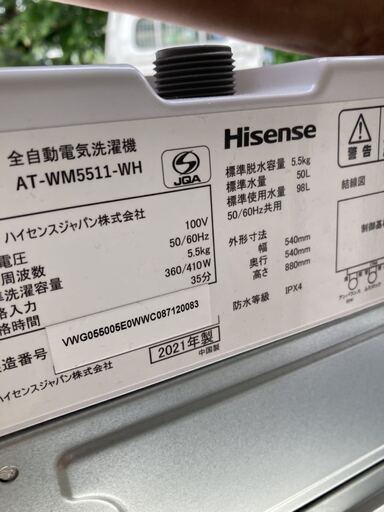 全自動電気洗濯機
AT-WM5511-WH
JQA
ハイセンスジャパン株式会社
電圧 100V
周波数 50/60Hz
準洗濯容量 5.5kg
格入力 360/410W
格時間 35分
造番号 VWG055005E0WWC087120083
ハイセンスジャパン株式会社
2021年製
中国製
Hisense
標準脱水容量 5.5kg
標準水量 50L
標準使用水量 98L
50/60Hz共用
外形寸法
幅 540mm
奥行 540mm
高さ 880mm
防水等級 IPX4
警告
結線図
制御基